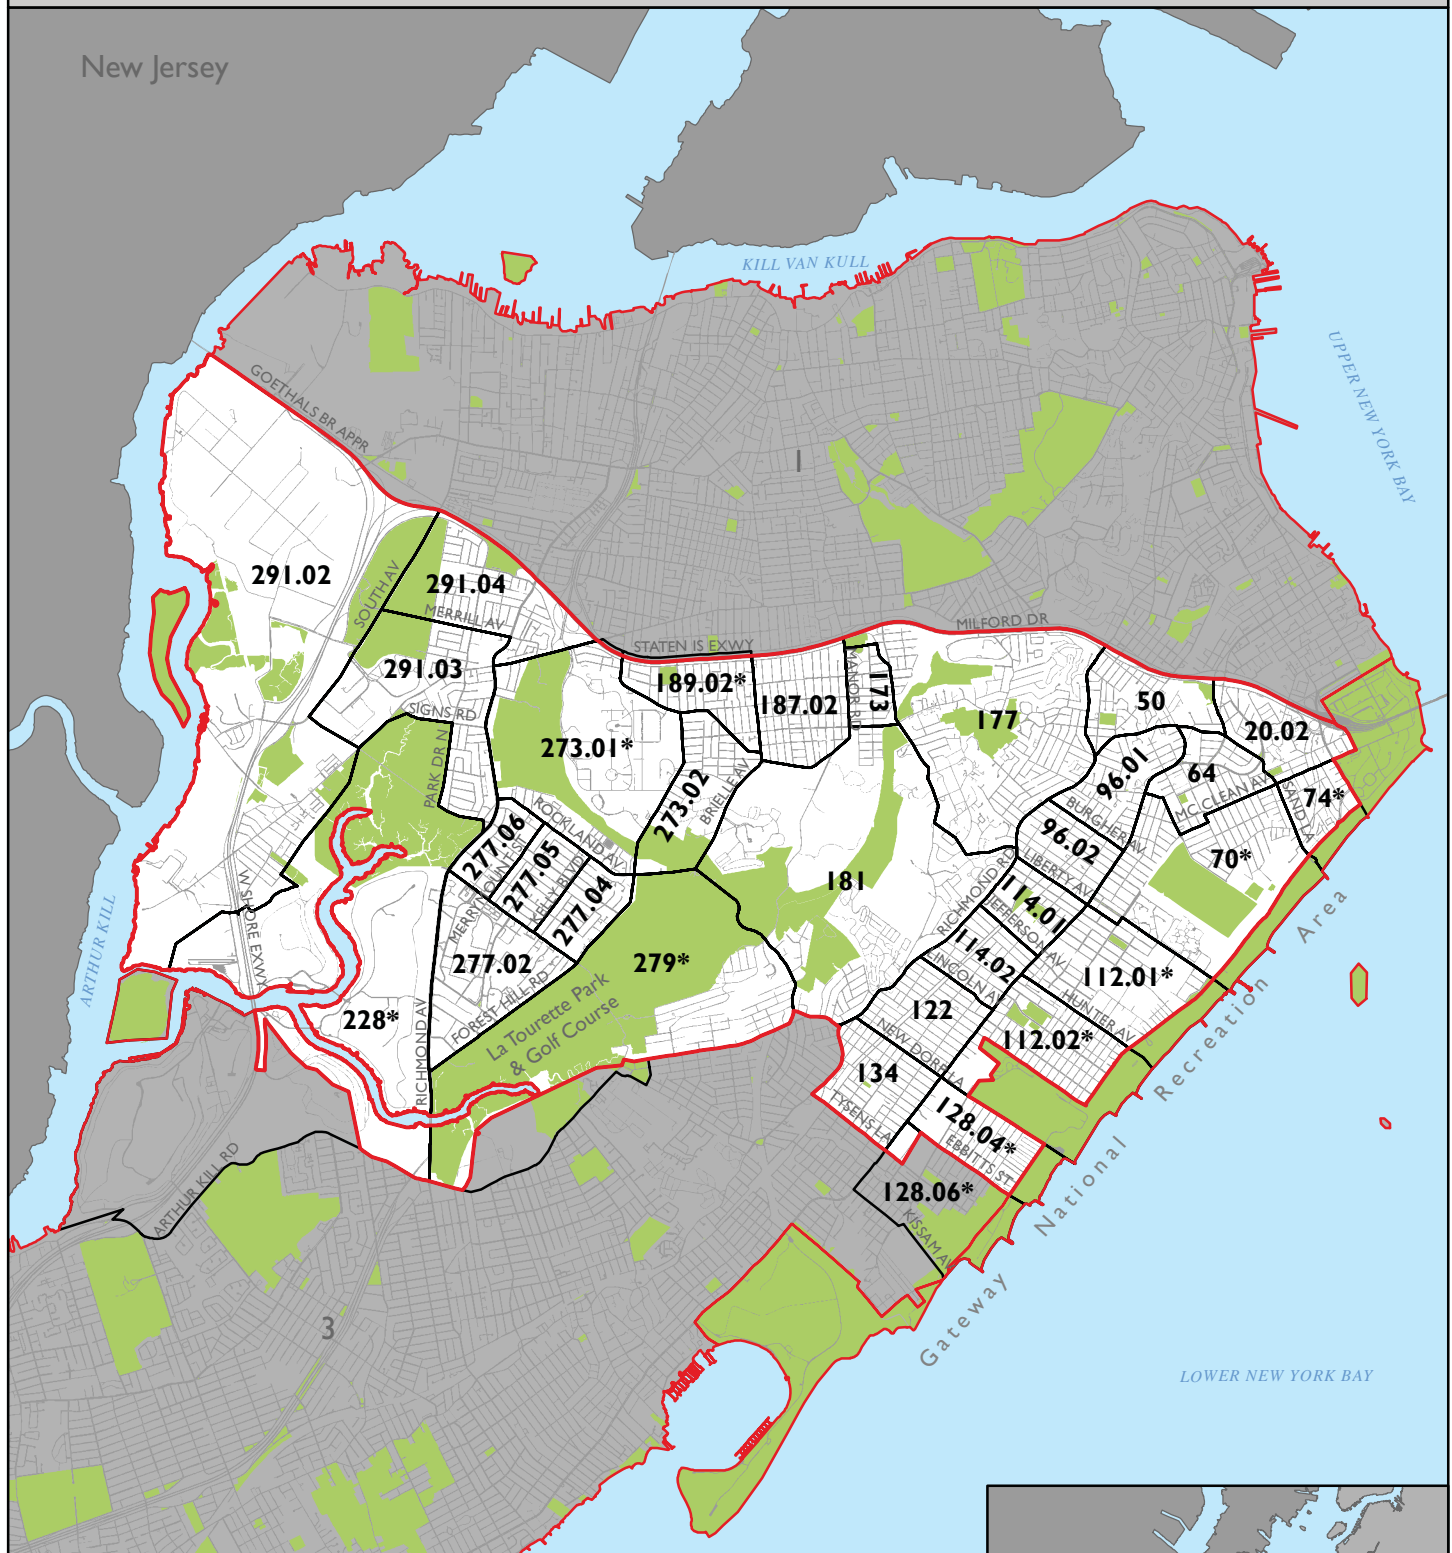 New Jersey
KILL VAN KULL
UPPER NEW YORK BAY
GOETHALS BR APPR
1
291.02
SOUTH AV
291.04
MERRILL AV
STATEN IS EXWY
MILFORD DR
291.03
189.02*
187.02
MANOR RD
173
177
50
20.02
SIGNS RD
273.01*
PARK DR N
273.02
BRIELLE AV
96.01
64
MC CLEAN AV
SAND LA
74*
ROCKLAND AV
277.06
MERRYMOUNT ST
277.05
KELLY BLVD
277.04
BURGHER AV
96.02
LIBERTY AV
70*
181
RICHMOND RD
114.01
JEFFERSON AV
W SHORE EXWY
ARTHUR KILL
277.02
FOREST HILL RD
279*
114.02
LINCOLN AV
112.01*
HUNTER AV
228*
RICHMOND AV
La Tourette Park
& Golf Course
122
NEW DORP LA
112.02*
134
TYSENS LA
128.04*
EBBITTS ST
128.06*
KISSAM AV
ARTHUR KILL RD
3
Gateway National Recreation Area
LOWER NEW YORK BAY